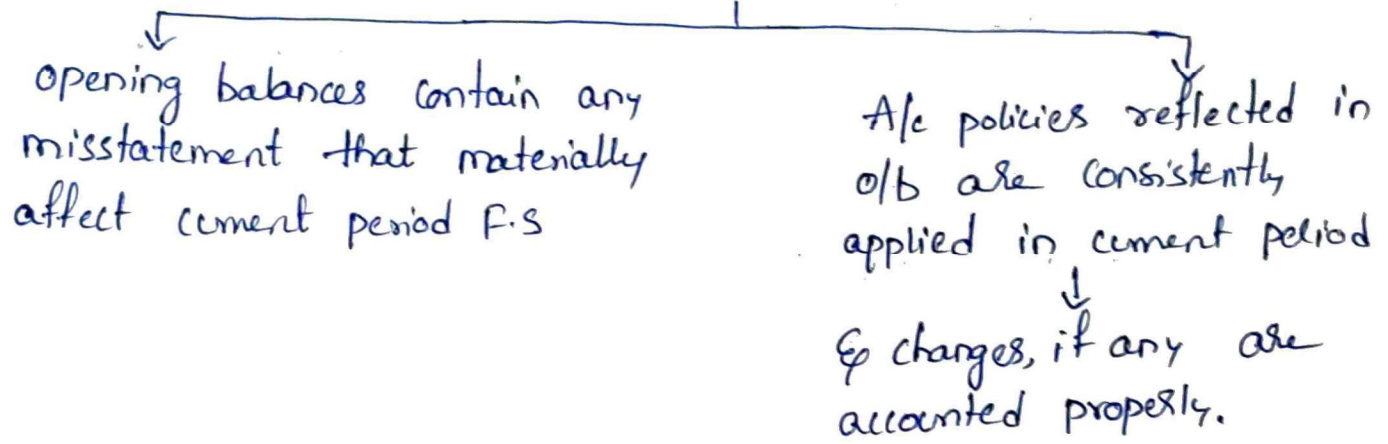 opening balances contain any
misstatement that materially
affect current period F.S
A/c policies reflected in
o/b are consistently
applied in current period
& changes, if any are
accounted properly.